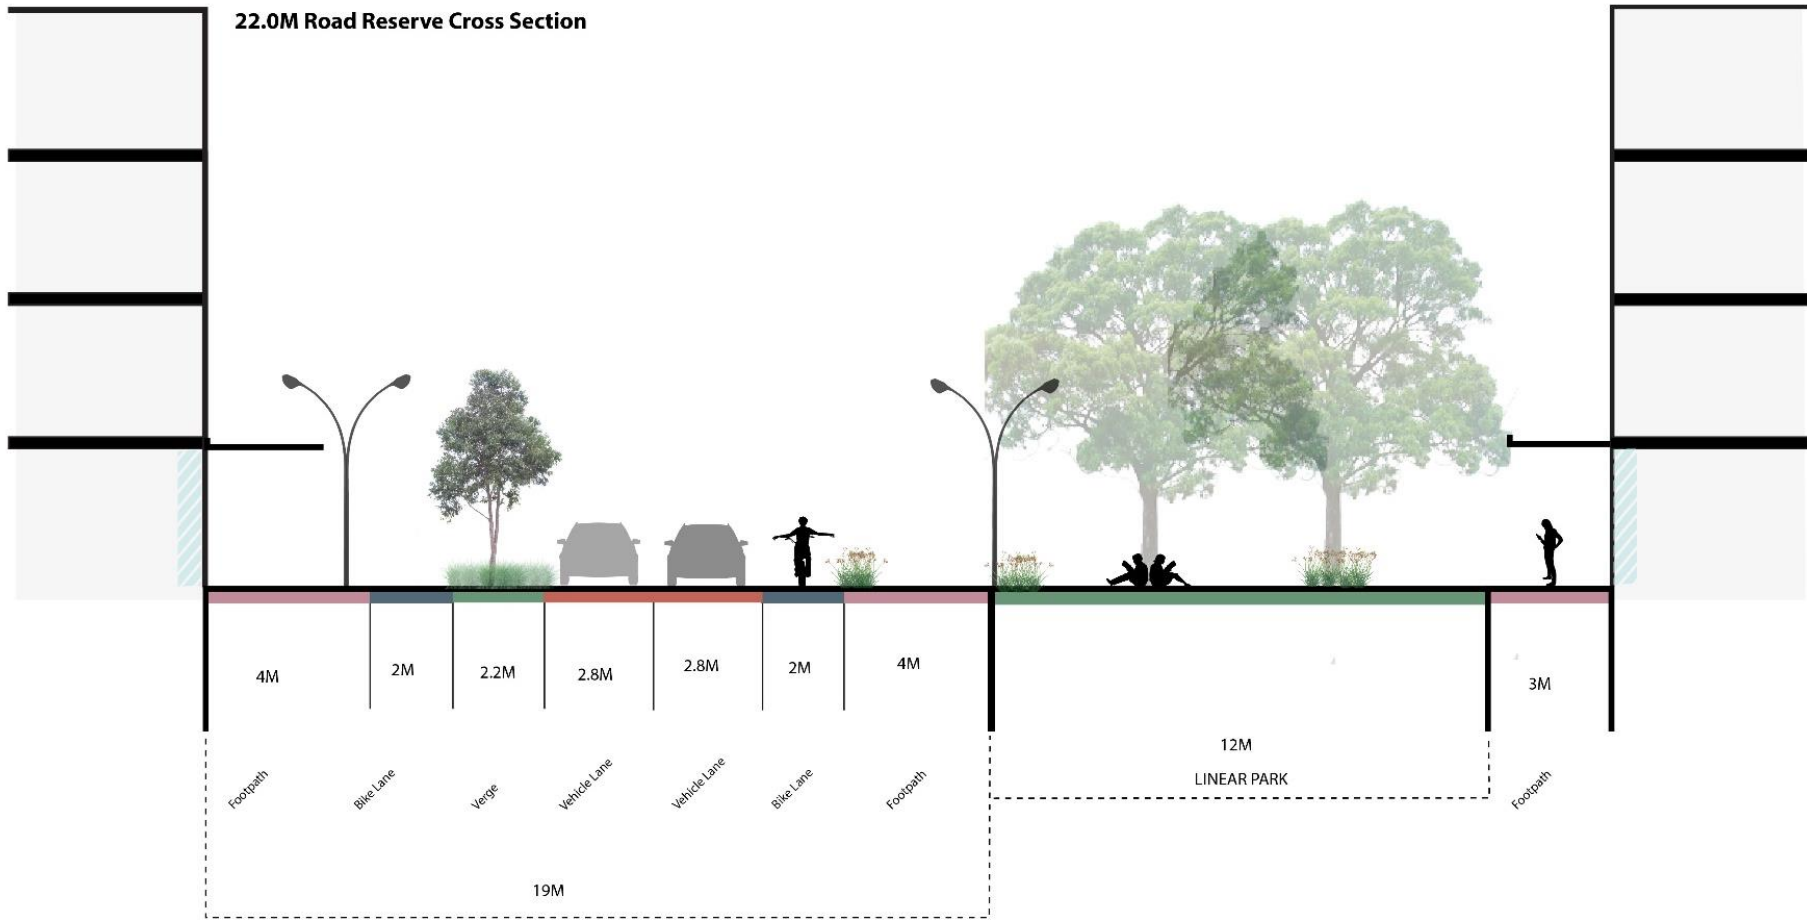 22.0M Road Reserve Cross Section
4M
2M
2.2M
2.8M
2.8M
2M
4M
3M
12M
LINEAR PARK
Footpath
Bike Lane
Verge
Vehicle Lane
Vehicle Lane
Bike Lane
Footpath
Footpath
19M